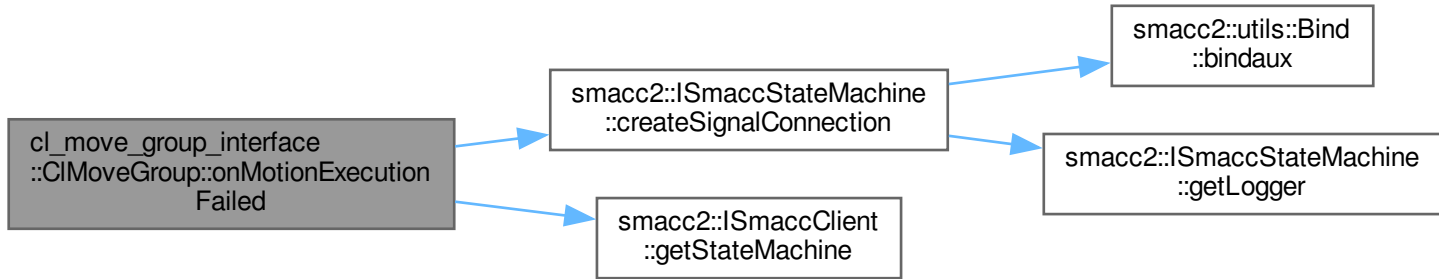 cl_move_group_interface
::ClMoveGroup::onMotionExecution
Failed
smacc2::ISmaccStateMachine
::createSignalConnection
smacc2::ISmaccClient
::getStateMachine
smacc2::utils::Bind
::bindaux
smacc2::ISmaccStateMachine
::getLogger